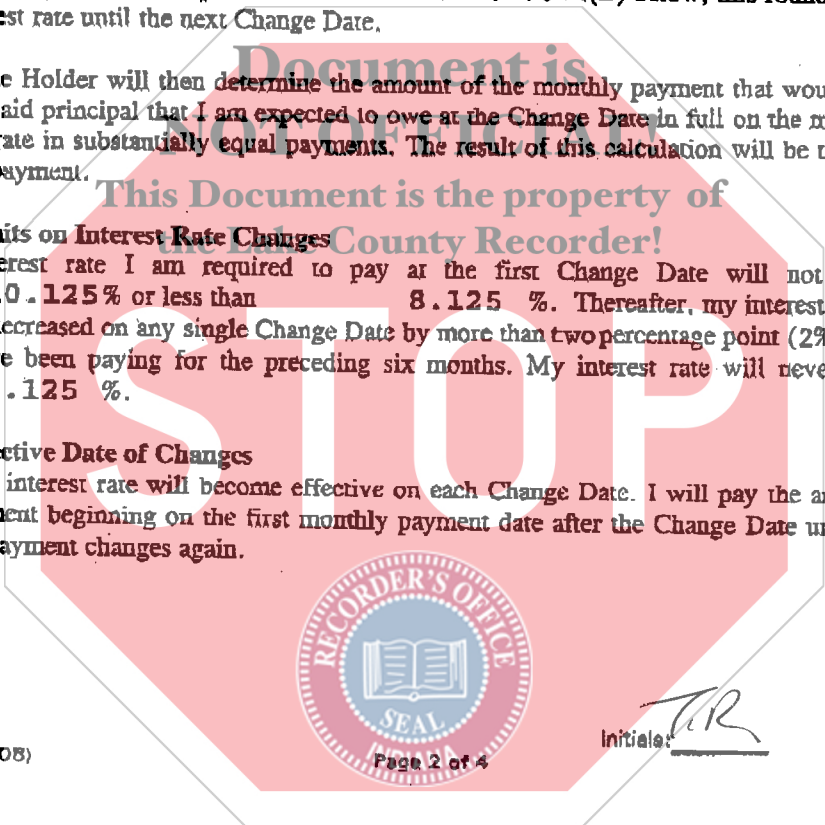 est rate until the next Change Date.
Document is
e Holder will then determine the amount of the monthly payment that wou
aid principal that I am expected to owe at the Change Date in full on the m
NOT OFFICIAL!
ate in substantially equal payments. The result of this calculation will be t
ayment.
This Document is the property of
the Lake County Recorder!
its on Interest Rate Changes
erest rate I am required to pay at the first Change Date will not
0.125% or less than 8.125 %. Thereafter, my interest
ecreased on any single Change Date by more than two percentage point (2%
e been paying for the preceding six months. My interest rate will neve
.125 %.
STOP
ctive Date of Changes
interest rate will become effective on each Change Date. I will pay the a
ent beginning on the first monthly payment date after the Change Date un
ayment changes again.
RECORDER'S OFFICE
SEAL
INDIANA
Initials: T.R
08)
Page 2 of 4